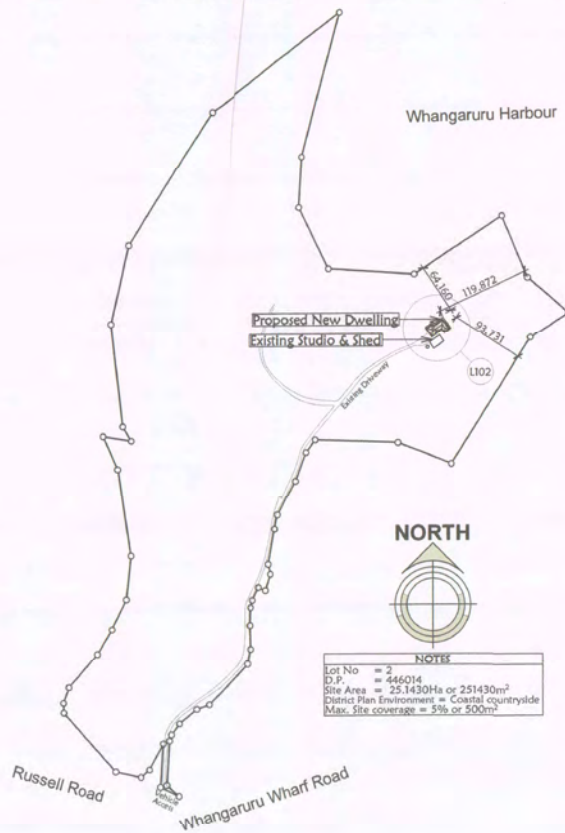 Whangaruru Harbour
64,160
119,872
Proposed New Dwelling
93,731
Existing Studio & Shed
L102
Existing Driveway
NORTH
NOTES
Lot No = 2
D.P. = 446014
Site Area = 25.1430Ha or 251430m²
District Plan Environment = Coastal countryside
Max. Site coverage = 5% or 500m²
Russell Road
Vehicle
Access
Whangaruru Wharf Road